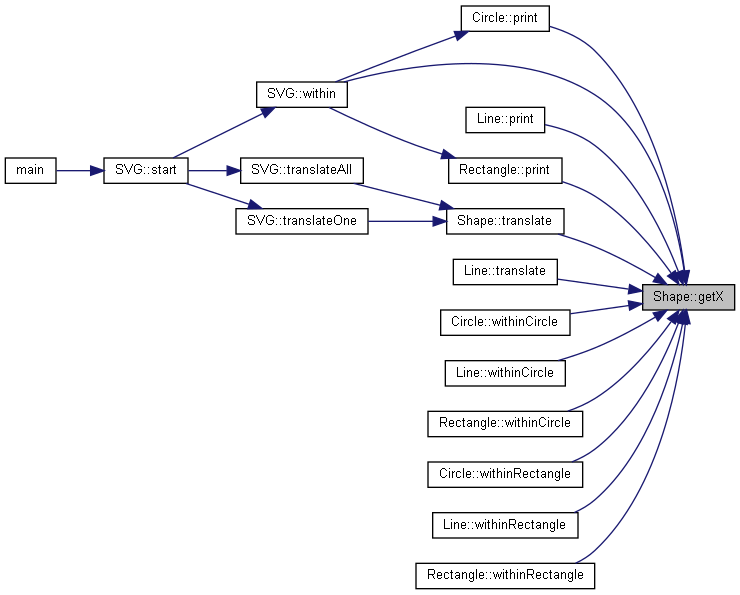 Circle::print
SVG::within
Line::print
main
SVG::start
SVG::translateAll
Rectangle::print
SVG::translateOne
Shape::translate
Line::translate
Shape::getX
Circle::withinCircle
Line::withinCircle
Rectangle::withinCircle
Circle::withinRectangle
Line::withinRectangle
Rectangle::withinRectangle